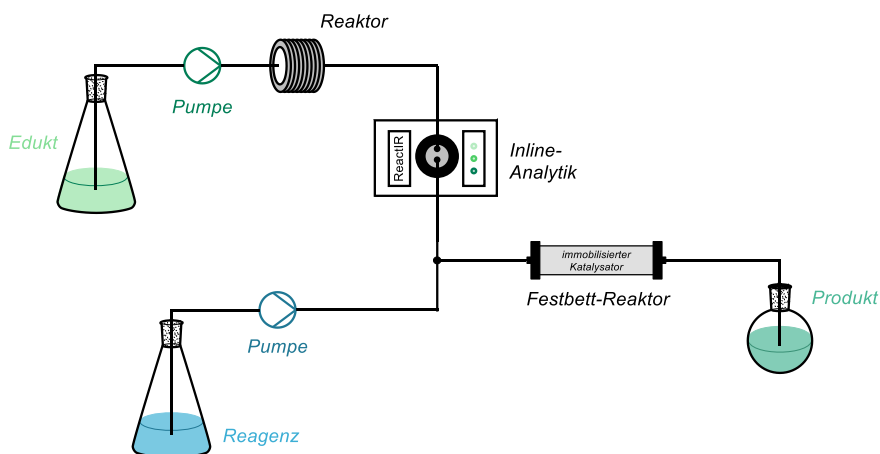 Reaktor
Pumpe
Edukt
ReactIR
Inline-
Analytik
immobilisierter
Katalysator
Festbett-Reaktor
Produkt
Pumpe
Reagenz